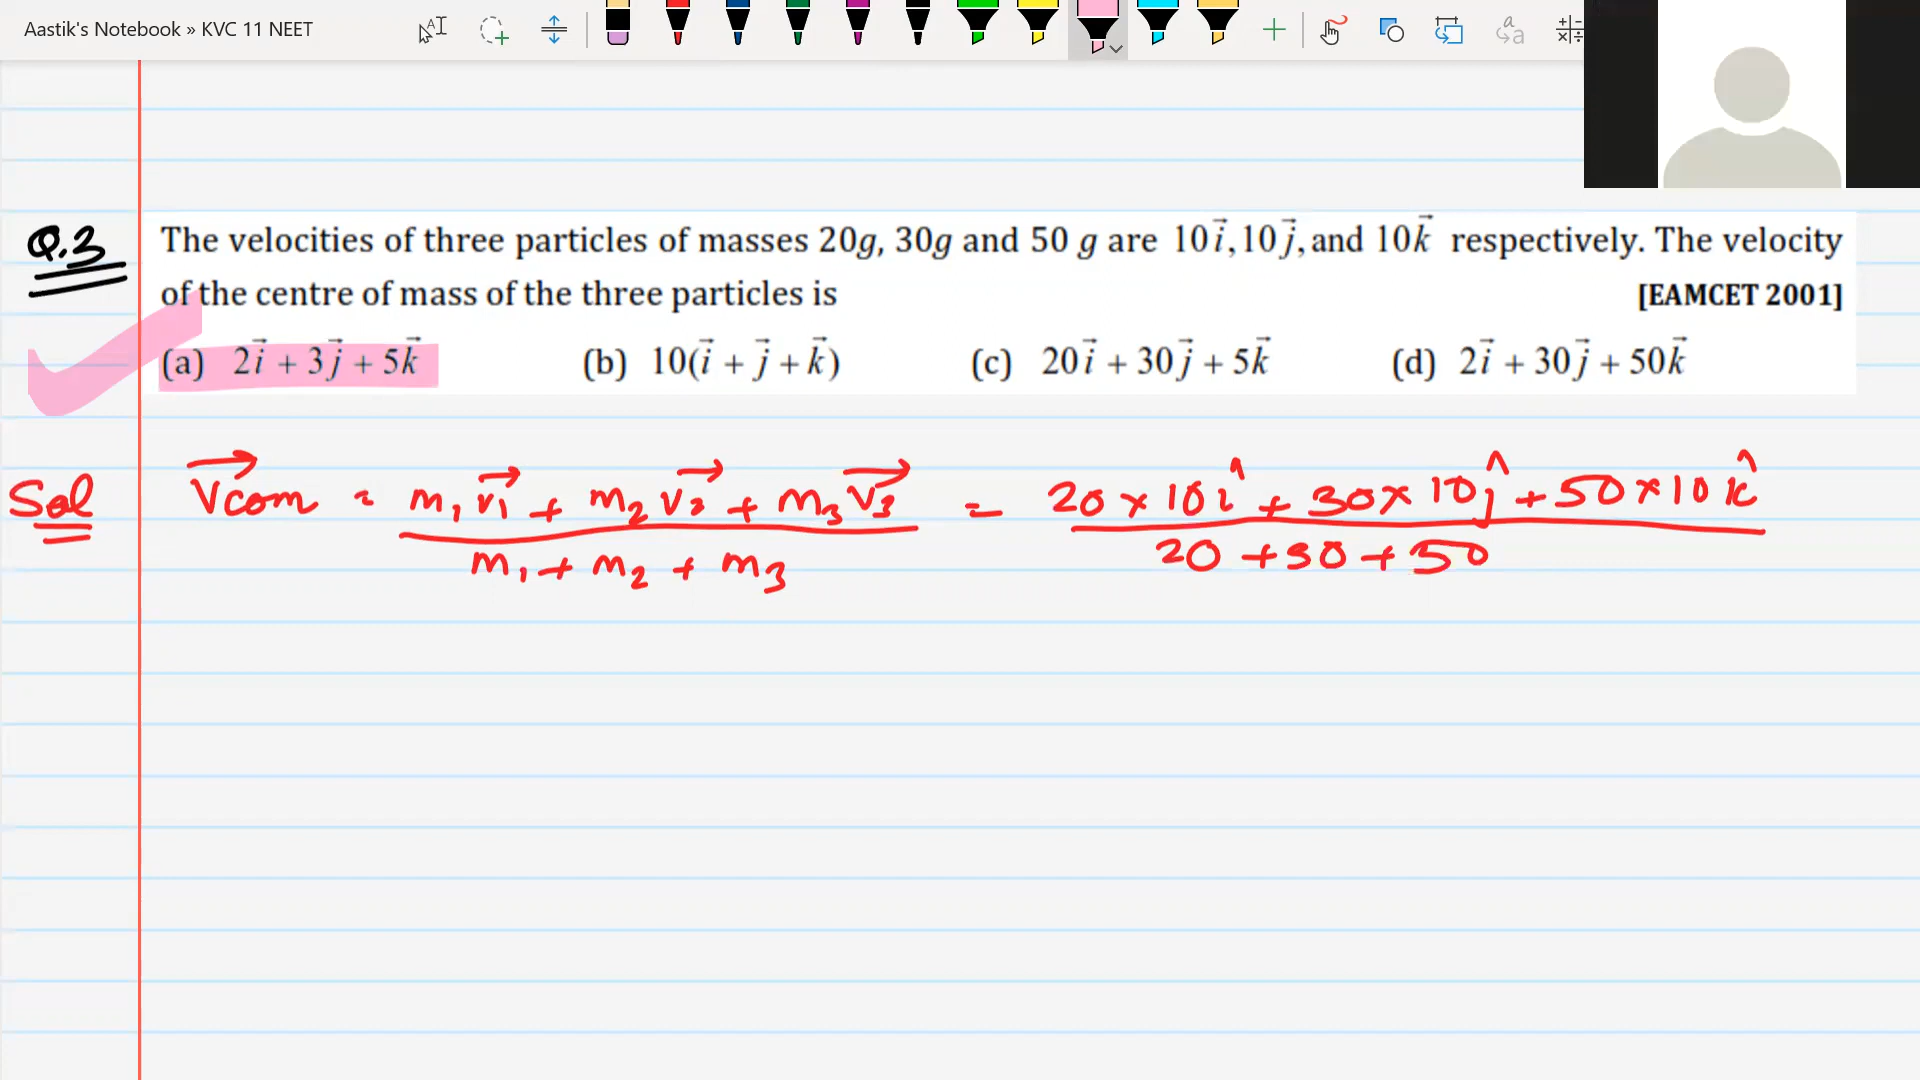 Aastik's Notebook » KVC 11 NEET
Q.3 The velocities of three particles of masses 20g, 30g and 50 g are 10i⃗, 10j⃗, and 10k⃗ respectively. The velocity
of the centre of mass of the three particles is [EAMCET 2001]
(a) 2i⃗ + 3j⃗ + 5k⃗ (b) 10(i⃗ + j⃗ + k⃗) (c) 20i⃗ + 30j⃗ + 5k⃗ (d) 2i⃗ + 30j⃗ + 50k⃗
Sol V⃗com = (m₁v⃗₁ + m₂v⃗₂ + m₃v⃗₃) / (m₁ + m₂ + m₃) = (20 × 10 î + 30 × 10 ĵ + 50 × 10 k̂) / (20 + 30 + 50)